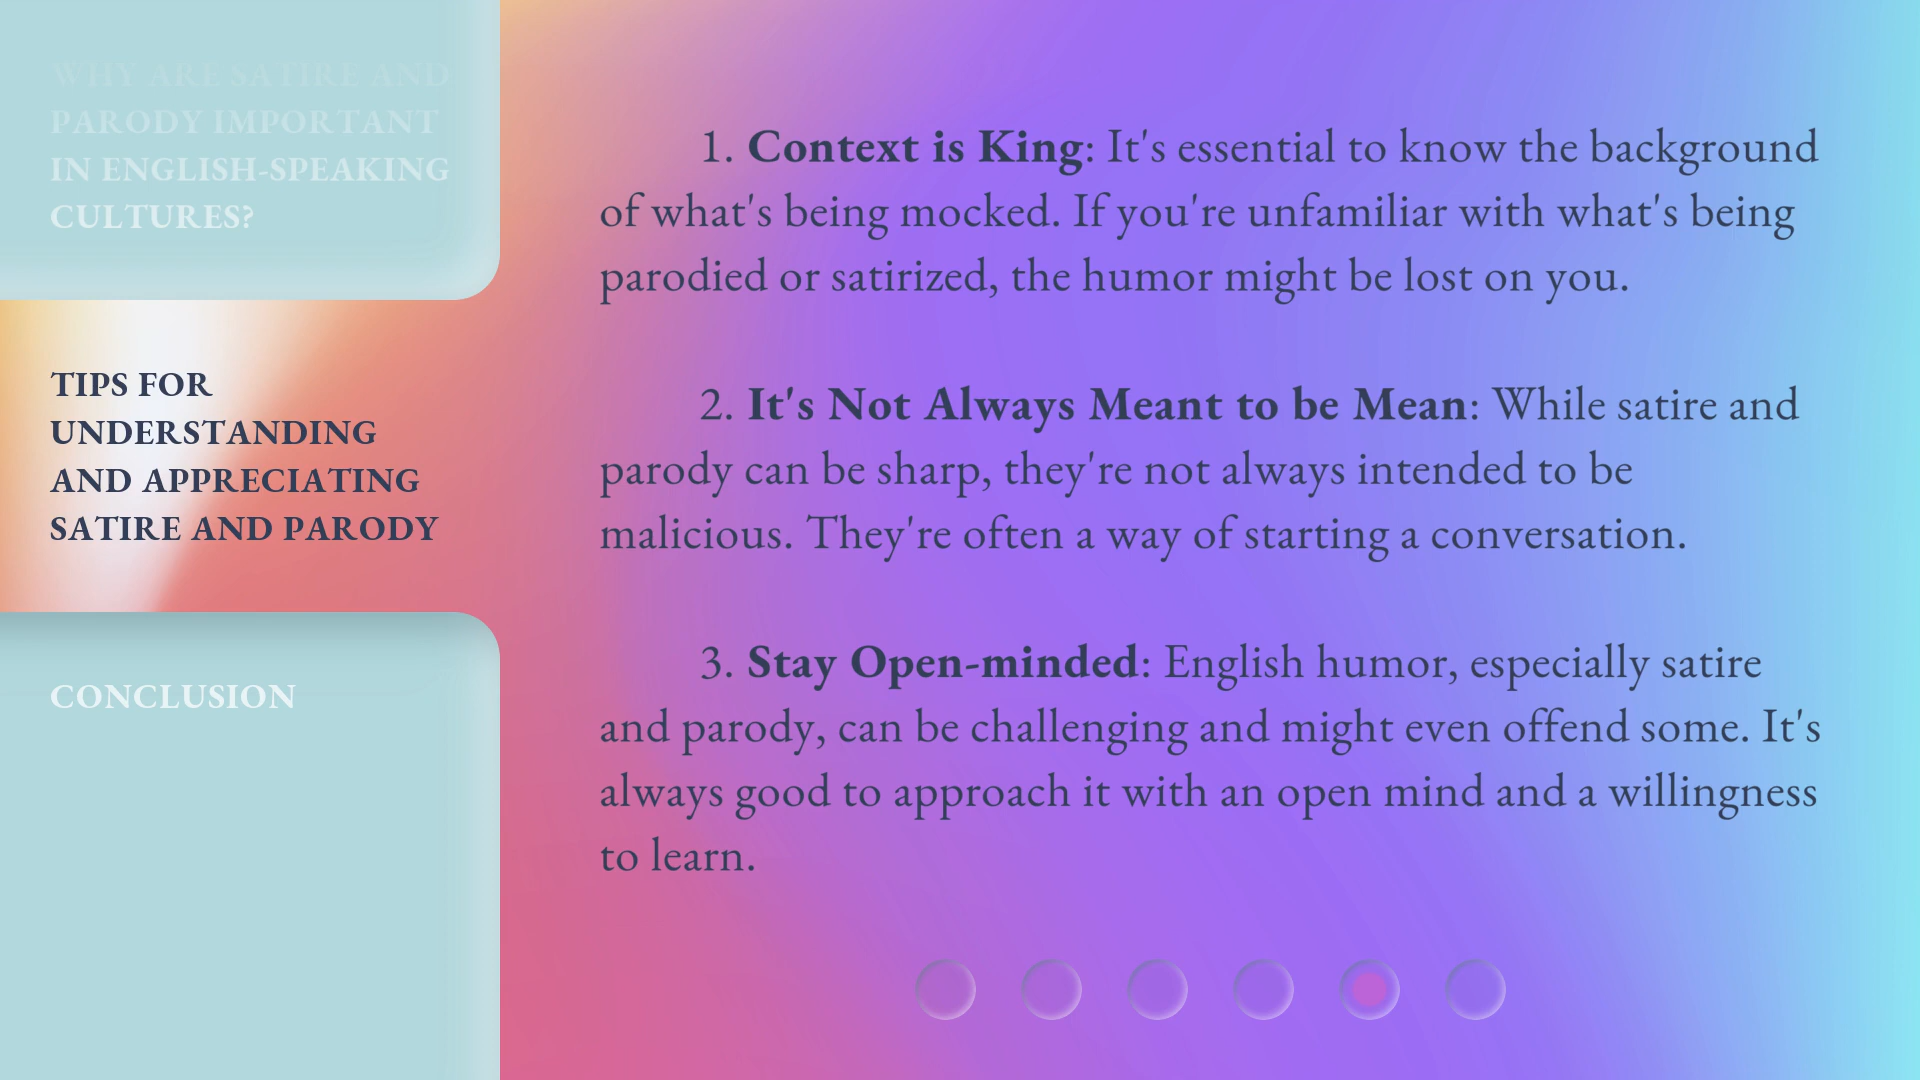 WHY ARE SATIRE AND
PARODY IMPORTANT
IN ENGLISH-SPEAKING
CULTURES?
TIPS FOR
UNDERSTANDING
AND APPRECIATING
SATIRE AND PARODY
CONCLUSION
1. Context is King: It's essential to know the background
of what's being mocked. If you're unfamiliar with what's being
parodied or satirized, the humor might be lost on you.
2. It's Not Always Meant to be Mean: While satire and
parody can be sharp, they're not always intended to be
malicious. They're often a way of starting a conversation.
3. Stay Open-minded: English humor, especially satire
and parody, can be challenging and might even offend some. It's
always good to approach it with an open mind and a willingness
to learn.